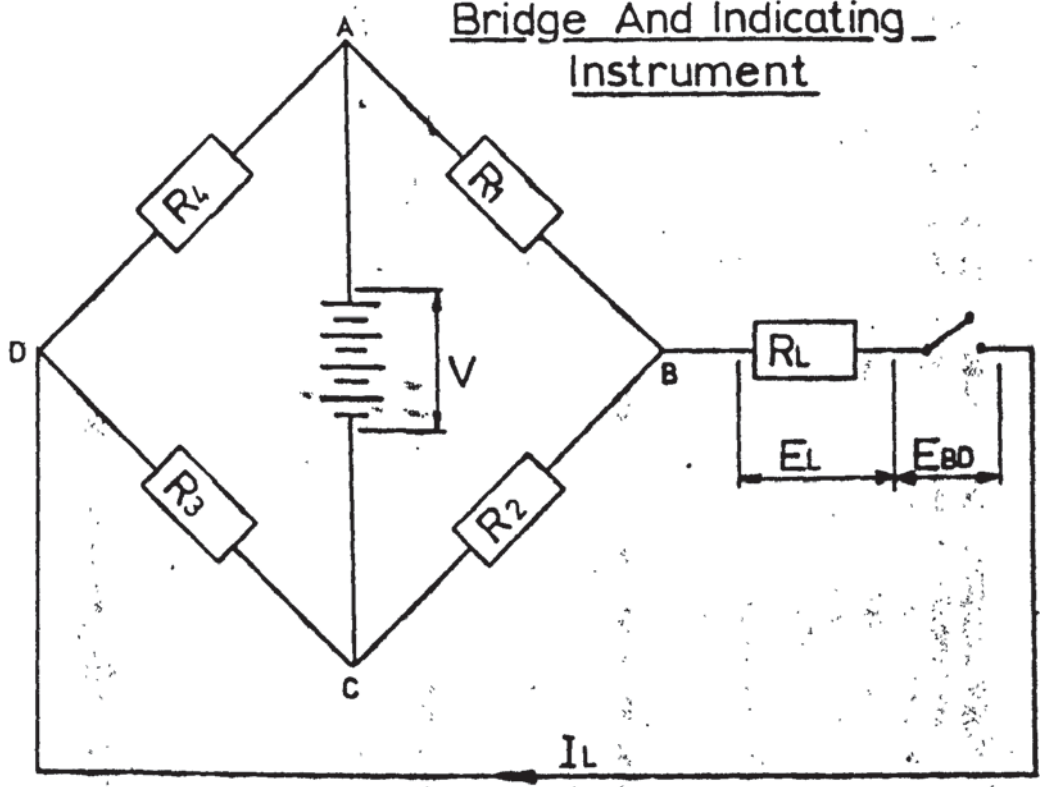 Bridge And Indicating
Instrument
A
R4
R1
D
V
RL
B
EL
EBD
R3
R2
C
IL